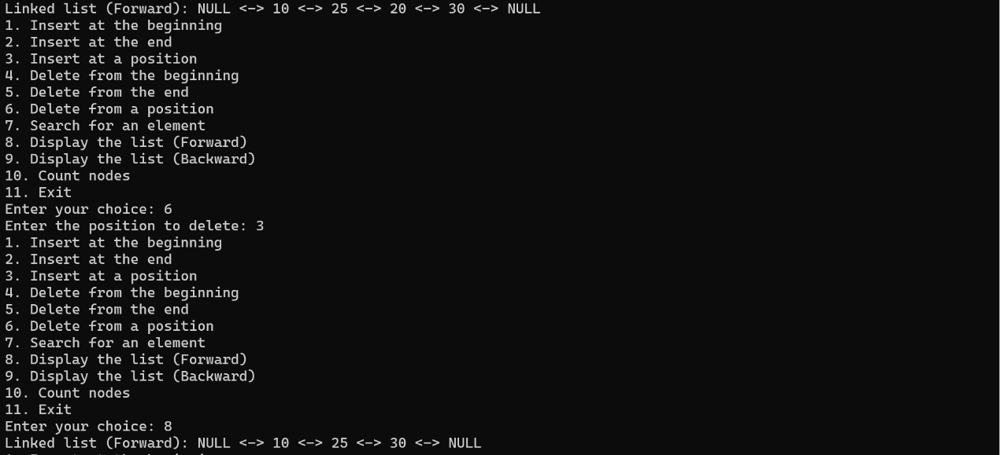 Linked list (Forward): NULL <-> 10 <-> 25 <-> 20 <-> 30 <-> NULL
1. Insert at the beginning
2. Insert at the end
3. Insert at a position
4. Delete from the beginning
5. Delete from the end
6. Delete from a position
7. Search for an element
8. Display the list (Forward)
9. Display the list (Backward)
10. Count nodes
11. Exit
Enter your choice: 6
Enter the position to delete: 3
1. Insert at the beginning
2. Insert at the end
3. Insert at a position
4. Delete from the beginning
5. Delete from the end
6. Delete from a position
7. Search for an element
8. Display the list (Forward)
9. Display the list (Backward)
10. Count nodes
11. Exit
Enter your choice: 8
Linked list (Forward): NULL <-> 10 <-> 25 <-> 30 <-> NULL